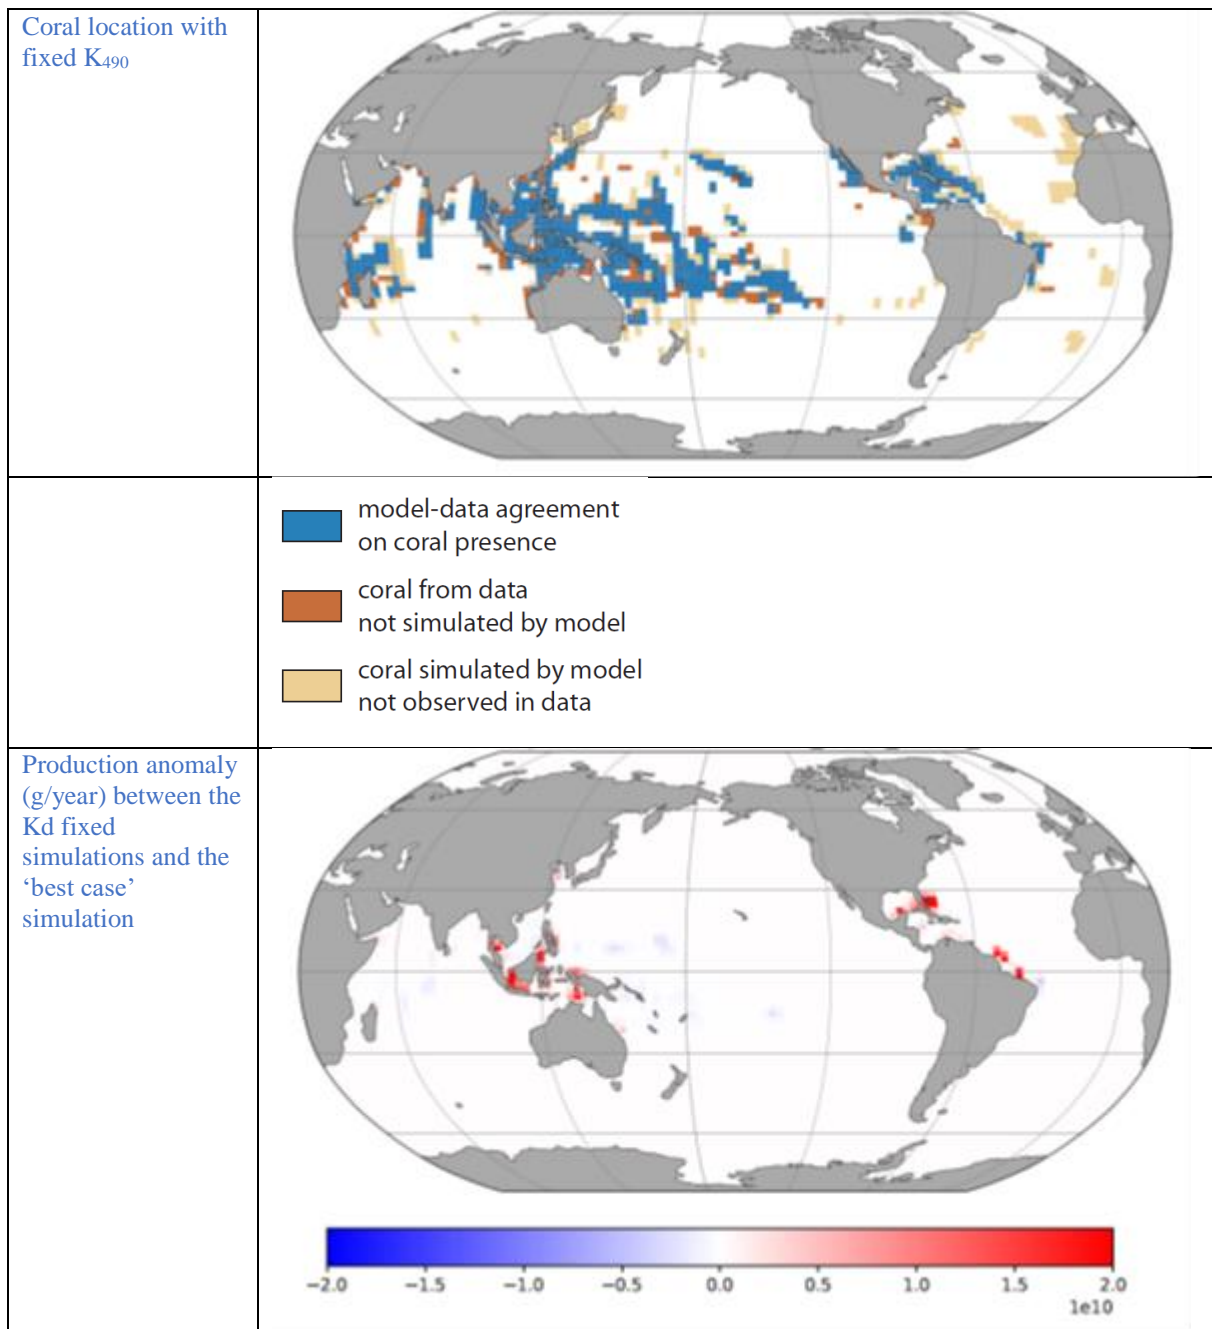 Coral location with
fixed K₄₉₀
model-data agreement
on coral presence
coral from data
not simulated by model
coral simulated by model
not observed in data
Production anomaly
(g/year) between the
Kd fixed
simulations and the
‘best case’
simulation
−2.0 −1.5 −1.0 −0.5 0.0 0.5 1.0 1.5 2.0
1e10